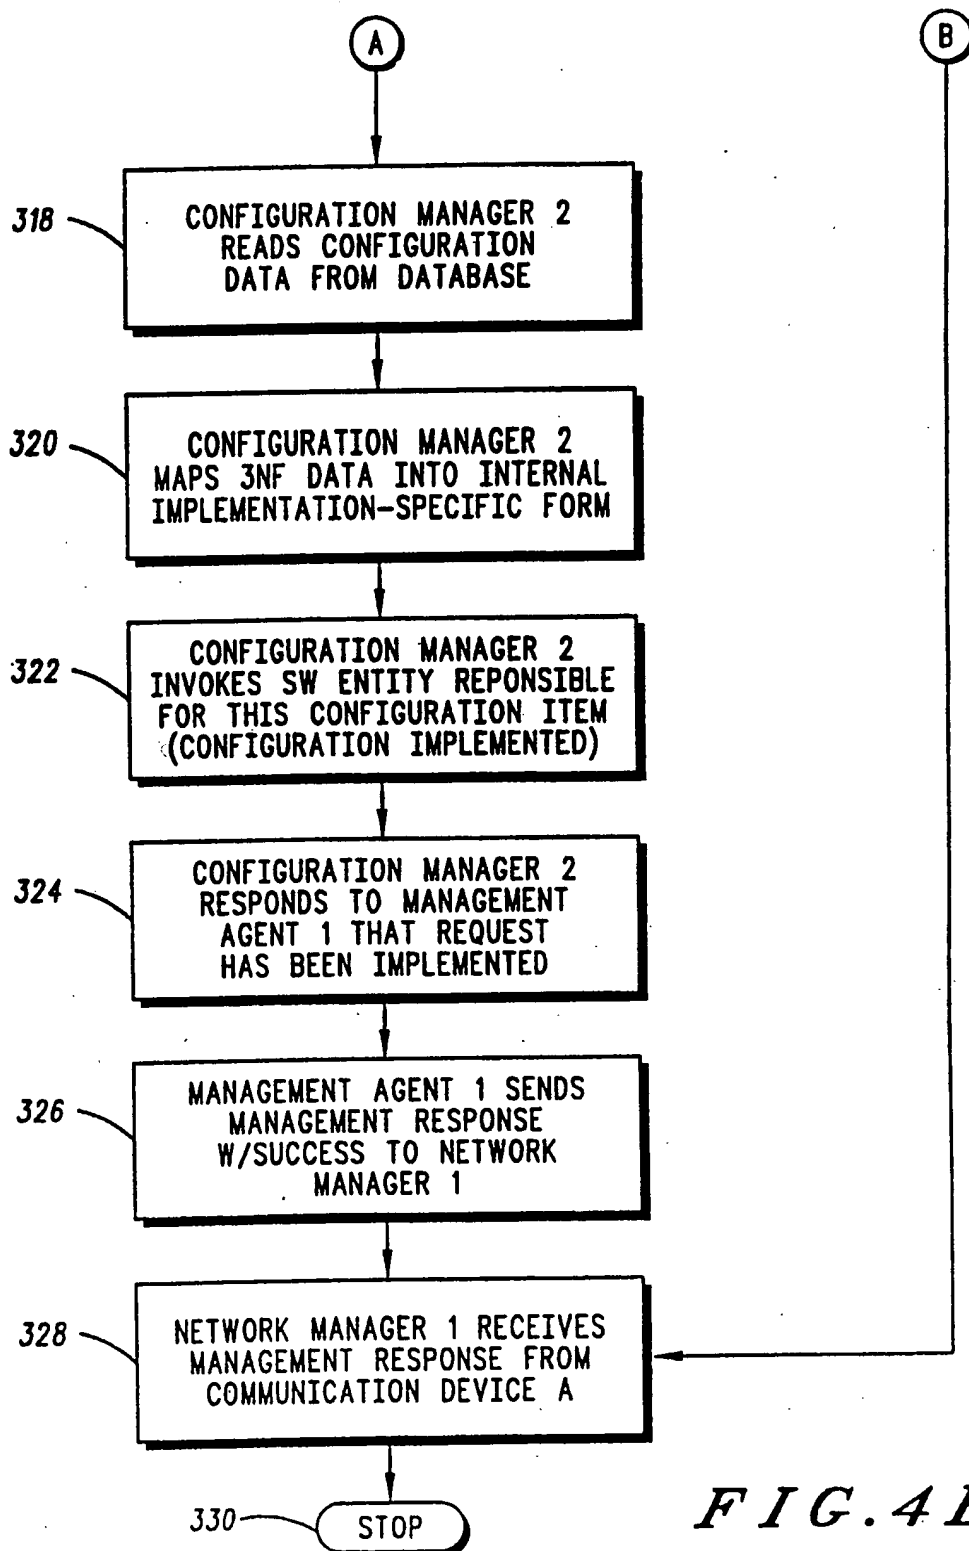 A
B
318
CONFIGURATION MANAGER 2
READS CONFIGURATION
DATA FROM DATABASE
320
CONFIGURATION MANAGER 2
MAPS 3NF DATA INTO INTERNAL
IMPLEMENTATION-SPECIFIC FORM
322
CONFIGURATION MANAGER 2
INVOKES SW ENTITY REPONSIBLE
FOR THIS CONFIGURATION ITEM
(CONFIGURATION IMPLEMENTED)
324
CONFIGURATION MANAGER 2
RESPONDS TO MANAGEMENT
AGENT 1 THAT REQUEST
HAS BEEN IMPLEMENTED
326
MANAGEMENT AGENT 1 SENDS
MANAGEMENT RESPONSE
W/SUCCESS TO NETWORK
MANAGER 1
328
NETWORK MANAGER 1 RECEIVES
MANAGEMENT RESPONSE FROM
COMMUNICATION DEVICE A
330
STOP
FIG.